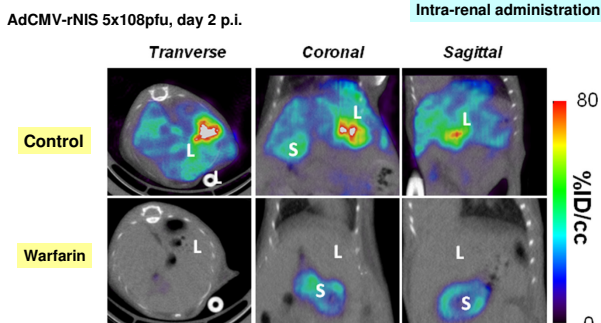 Intra-renal administration
AdCMV-rNIS 5x108pfu, day 2 p.i.
Tranverse Coronal Sagittal
80
L L
Control L S
L
%ID/cc
L L L
Warfarin
S S
0